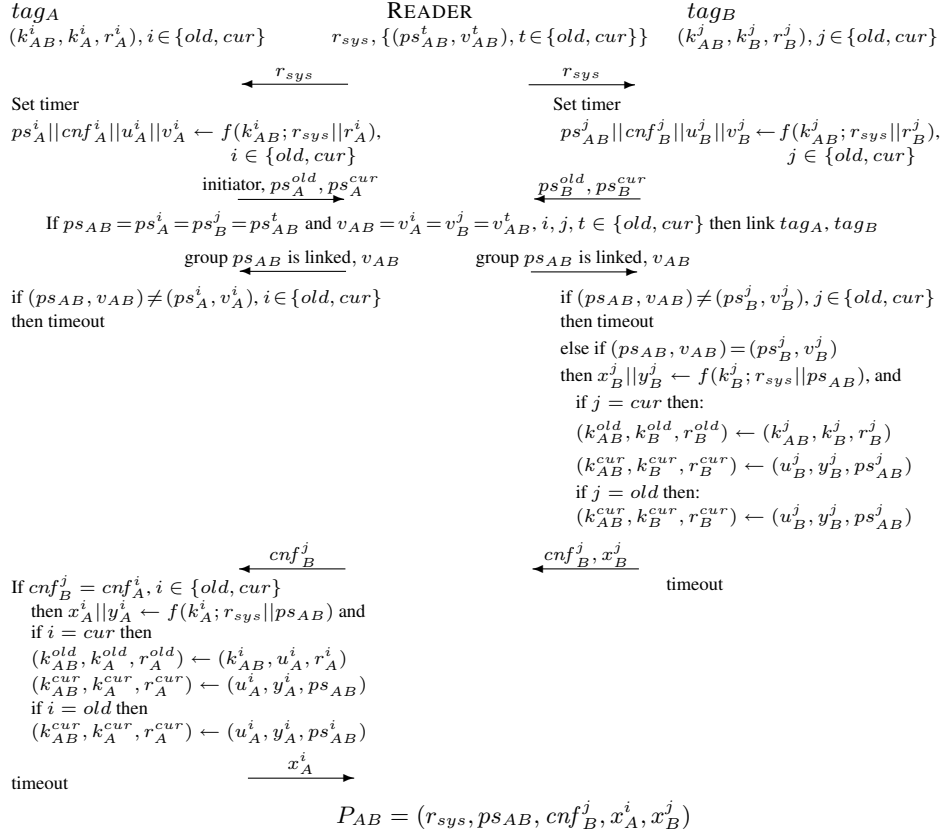 tag_A READER tag_B
(k^i_{AB}, k^i_A, r^i_A), i∈{old, cur} r_{sys}, {(ps^t_{AB}, v^t_{AB}), t∈{old, cur}} (k^j_{AB}, k^j_B, r^j_B), j∈{old, cur}
r_{sys} r_{sys}
Set timer Set timer
ps^i_A||cnf^i_A||u^i_A||v^i_A ← f(k^i_{AB}; r_{sys}||r^i_A), ps^j_{AB}||cnf^j_B||u^j_B||v^j_B ← f(k^j_{AB}; r_{sys}||r^j_B),
i ∈ {old, cur} j ∈ {old, cur}
initiator, ps^{old}_A, ps^{cur}_A ps^{old}_B, ps^{cur}_B
If ps_{AB} = ps^i_A = ps^j_B = ps^t_{AB} and v_{AB} = v^i_A = v^j_B = v^t_{AB}, i, j, t ∈ {old, cur} then link tag_A, tag_B
group ps_{AB} is linked, v_{AB} group ps_{AB} is linked, v_{AB}
if (ps_{AB}, v_{AB}) ≠ (ps^i_A, v^i_A), i∈{old, cur} if (ps_{AB}, v_{AB}) ≠ (ps^j_B, v^j_B), j∈{old, cur}
then timeout then timeout
else if (ps_{AB}, v_{AB}) = (ps^j_B, v^j_B)
then x^j_B||y^j_B ← f(k^j_B; r_{sys}||ps_{AB}), and
if j = cur then:
(k^{old}_{AB}, k^{old}_B, r^{old}_B) ← (k^j_{AB}, k^j_B, r^j_B)
(k^{cur}_{AB}, k^{cur}_B, r^{cur}_B) ← (u^j_B, y^j_B, ps^j_{AB})
if j = old then:
(k^{cur}_{AB}, k^{cur}_B, r^{cur}_B) ← (u^j_B, y^j_B, ps^j_{AB})
cnf^j_B cnf^j_B, x^j_B
If cnf^j_B = cnf^i_A, i ∈ {old, cur} timeout
then x^i_A||y^i_A ← f(k^i_A; r_{sys}||ps_{AB}) and
if i = cur then
(k^{old}_{AB}, k^{old}_A, r^{old}_A) ← (k^i_{AB}, u^i_A, r^i_A)
(k^{cur}_{AB}, k^{cur}_A, r^{cur}_A) ← (u^i_A, y^i_A, ps_{AB})
if i = old then
(k^{cur}_{AB}, k^{cur}_A, r^{cur}_A) ← (u^i_A, y^i_A, ps^i_{AB})
x^i_A
timeout
P_{AB} = (r_{sys}, ps_{AB}, cnf^j_B, x^i_A, x^j_B)